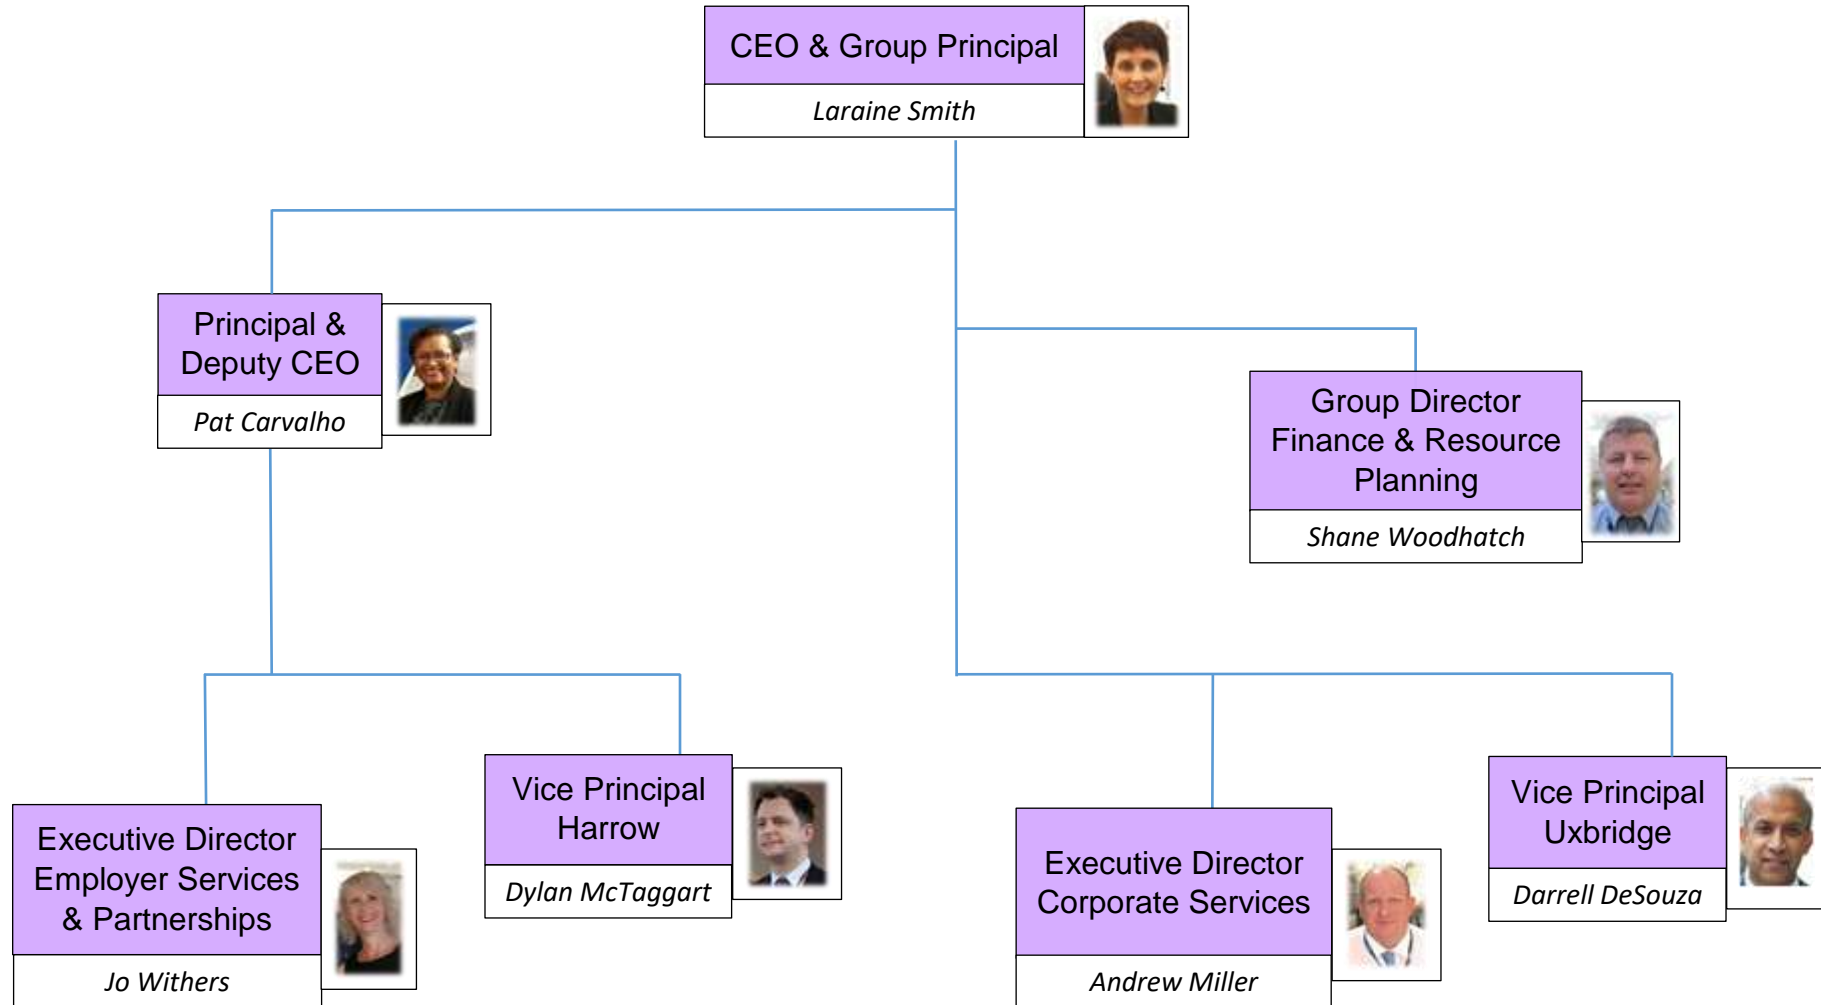 CEO & Group Principal
Laraine Smith
Principal &
Deputy CEO
Pat Carvalho
Group Director
Finance & Resource
Planning
Shane Woodhatch
Executive Director
Employer Services
& Partnerships
Jo Withers
Vice Principal
Harrow
Dylan McTaggart
Executive Director
Corporate Services
Andrew Miller
Vice Principal
Uxbridge
Darrell DeSouza